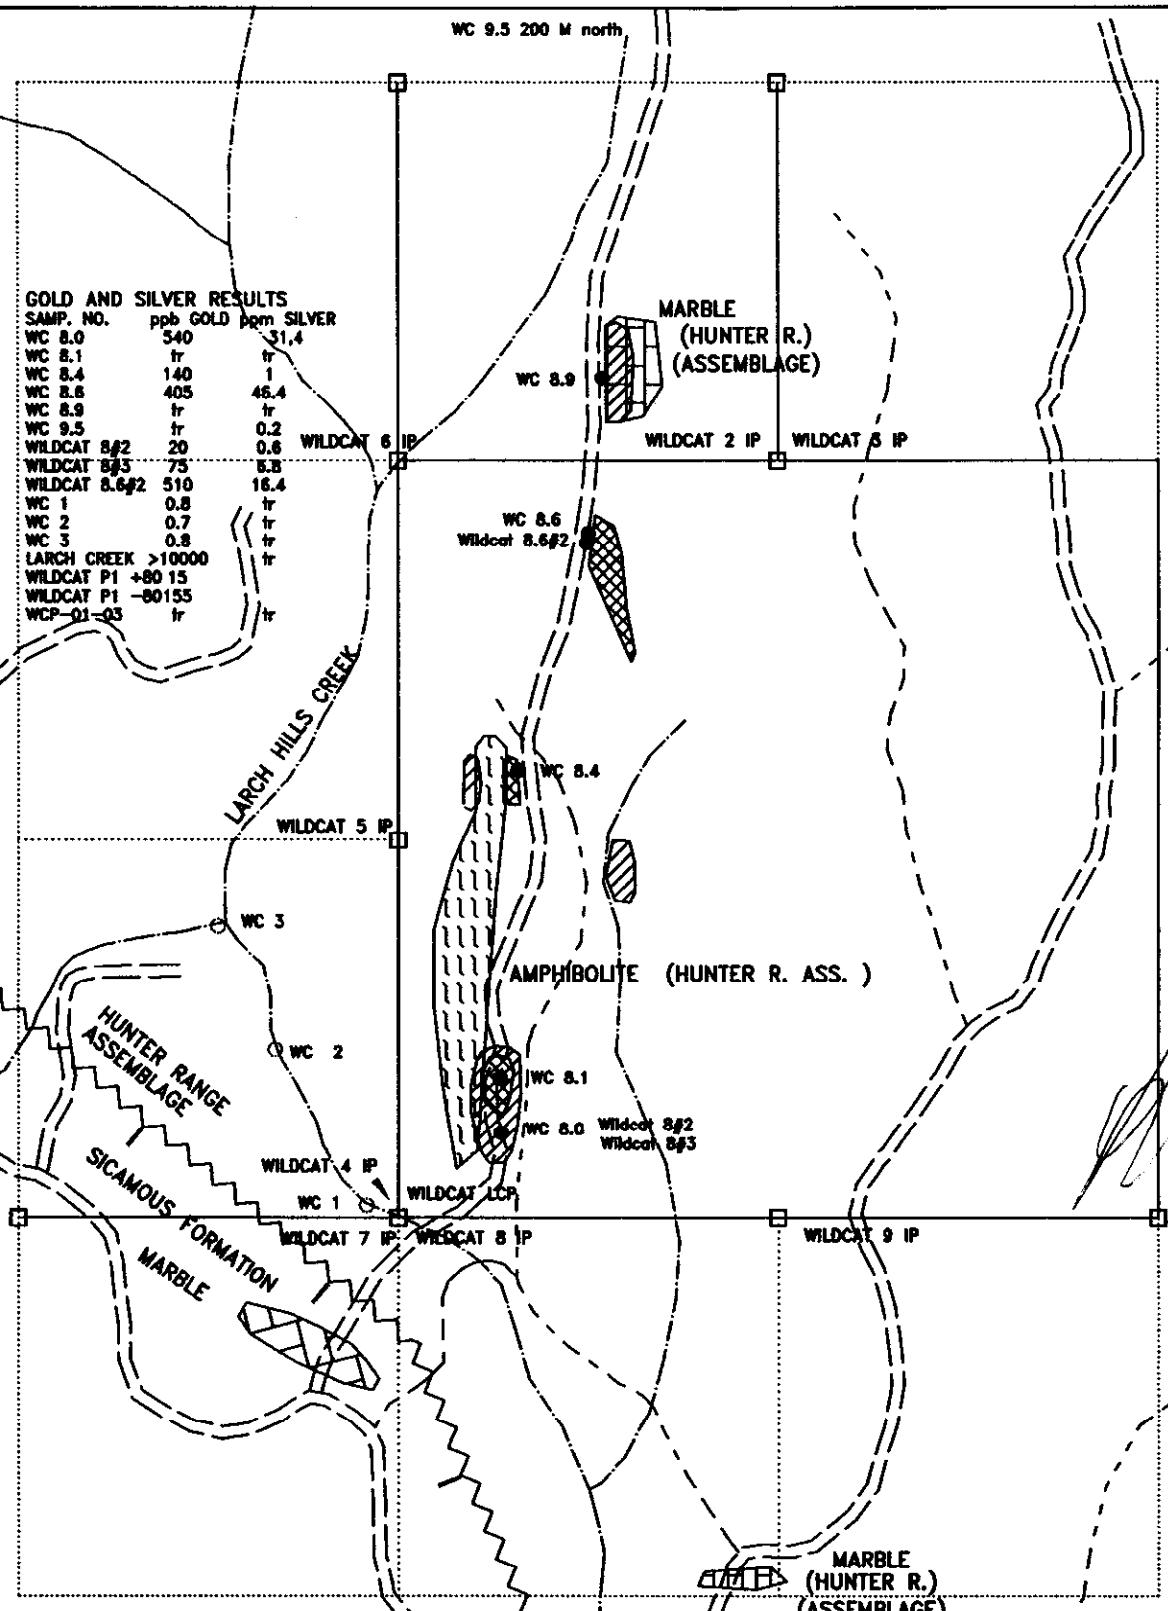 WC 9.5 200 M north
GOLD AND SILVER RESULTS
SAMP. NO. ppb GOLD ppm SILVER
WC 8.0 540 31.4
WC 8.1 tr tr
WC 8.4 140 1
WC 8.6 405 46.4
WC 8.9 tr tr
WC 9.5 tr 0.2
WILDCAT 8#2 20 0.6
WILDCAT 8#3 75 6.8
WILDCAT 8.6#2 510 16.4
WC 1 0.8 tr
WC 2 0.7 tr
WC 3 0.8 tr
LARCH CREEK >10000 tr
WILDCAT P1 +80 15
WILDCAT P1 -80155
WCP-01-03 tr tr
MARBLE
(HUNTER R.)
(ASSEMBLAGE)
WC 8.9
WILDCAT 6 IP
WILDCAT 2 IP
WILDCAT 3 IP
WC 8.6
Wildcat 8.6#2
LARCH HILLS CREEK
WC 8.4
WILDCAT 5 IP
WC 3
AMPHIBOLITE (HUNTER R. ASS. )
HUNTER RANGE
ASSEMBLAGE
WC 2
WC 8.1
WC 8.0 Wildcat 8#2
Wildcat 8#3
SICAMOUS FORMATION
MARBLE
WILDCAT 4 IP
WC 1
WILDCAT LCP
WILDCAT 7 IP
WILDCAT 8 IP
WILDCAT 9 IP
MARBLE
(HUNTER R.)
(ASSEMBLAGE)